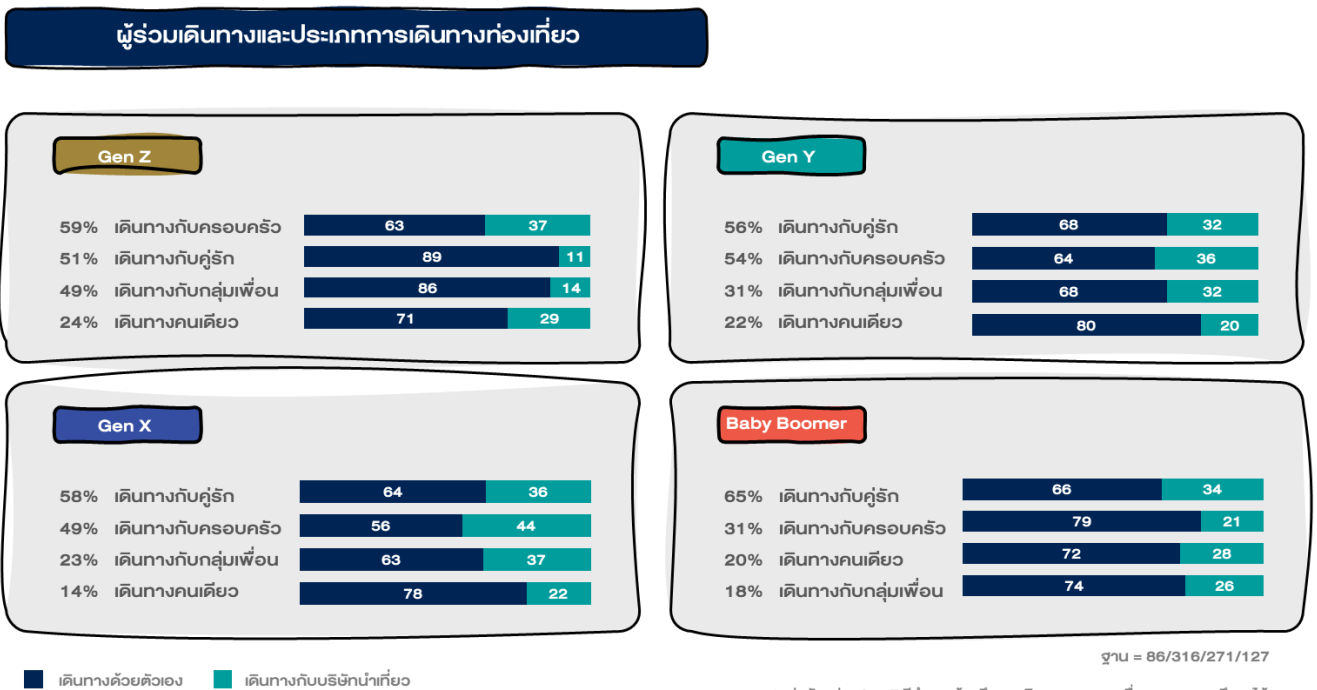 ผู้ร่วมเดินทางและประเภทการเดินทางท่องเที่ยว
Gen Z
59% เดินทางกับครอบครัว 63 37
51% เดินทางกับคู่รัก 89 11
49% เดินทางกับกลุ่มเพื่อน 86 14
24% เดินทางคนเดียว 71 29
Gen Y
56% เดินทางกับคู่รัก 68 32
54% เดินทางกับครอบครัว 64 36
31% เดินทางกับกลุ่มเพื่อน 68 32
22% เดินทางคนเดียว 80 20
Gen X
58% เดินทางกับคู่รัก 64 36
49% เดินทางกับครอบครัว 56 44
23% เดินทางกับกลุ่มเพื่อน 63 37
14% เดินทางคนเดียว 78 22
Baby Boomer
65% เดินทางกับคู่รัก 66 34
31% เดินทางกับครอบครัว 79 21
20% เดินทางคนเดียว 72 28
18% เดินทางกับกลุ่มเพื่อน 74 26
ฐาน = 86/316/271/127
เดินทางด้วยตัวเอง เดินทางกับบริษัทนำเที่ยว